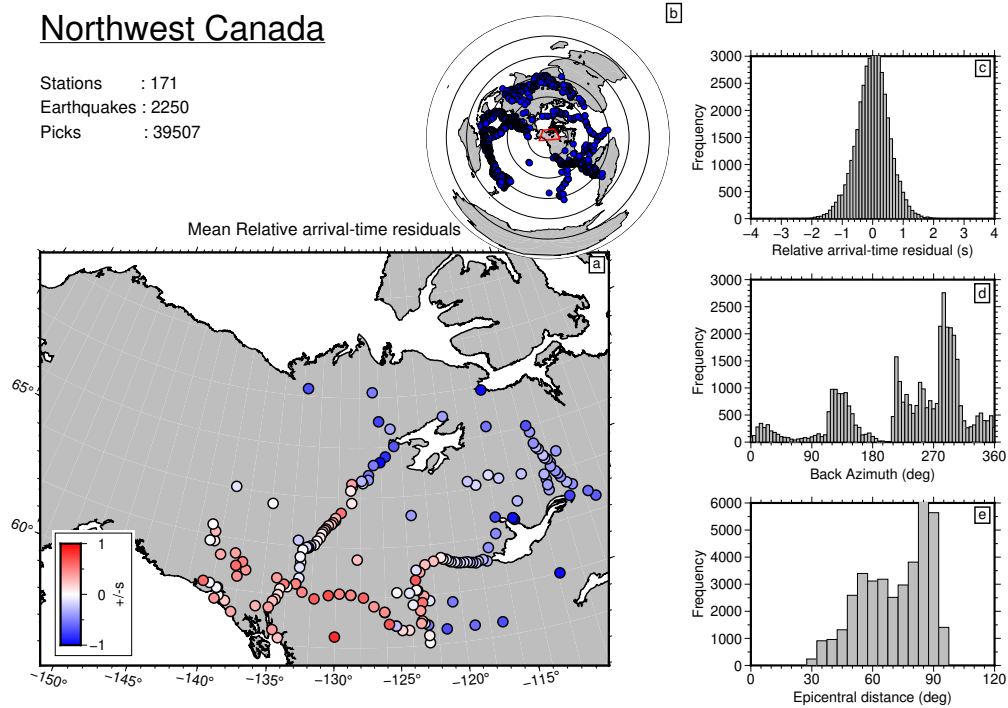 Northwest Canada
Stations : 171
Earthquakes : 2250
Picks : 39507
b
Mean Relative arrival-time residuals
a
65°
60°
−150°
−145°
−140°
−135°
−130°
−125°
−120°
−115°
1
0
−1
+/-s
c
Frequency
3000
2500
2000
1500
1000
500
0
−4 −3 −2 −1 0 1 2 3 4
Relative arrival-time residual (s)
d
Frequency
3000
2500
2000
1500
1000
500
0
0 90 180 270 360
Back Azimuth (deg)
e
Frequency
6000
5000
4000
3000
2000
1000
0
0 30 60 90 120
Epicentral distance (deg)